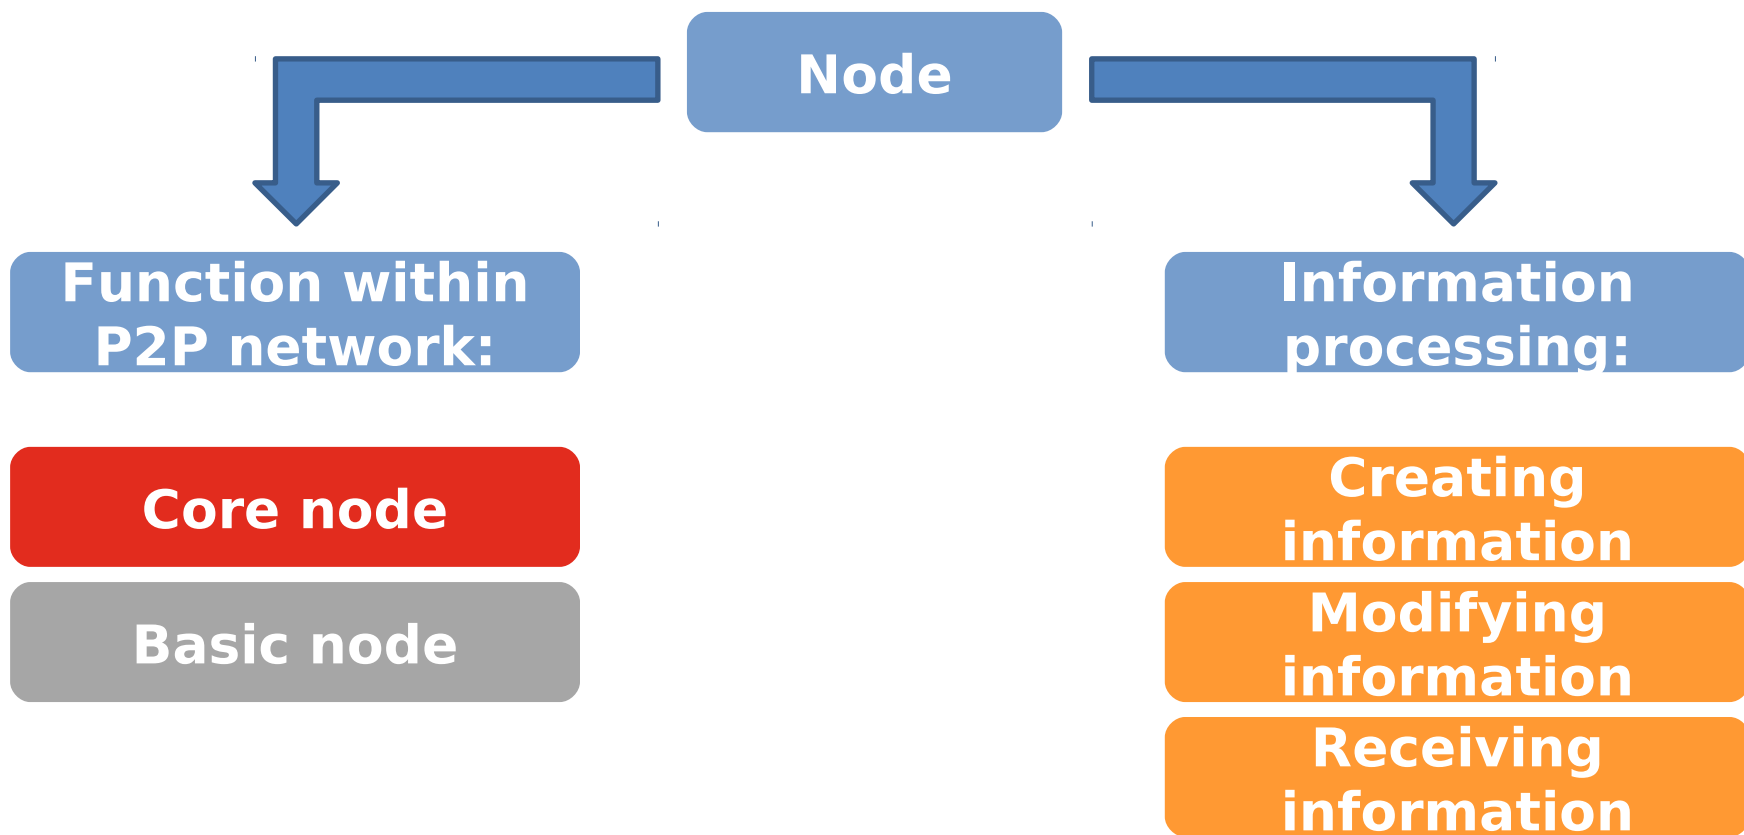 Node
Function within
P2P network:
Core node
Basic node
Information
processing:
Creating
information
Modifying
information
Receiving
information